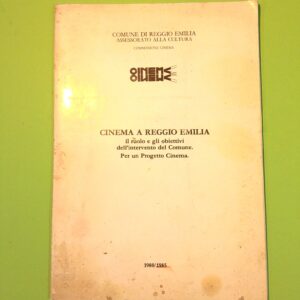 COMUNE DI REGGIO EMILIA
ASSESSORATO ALLA CULTURA
COMMISSIONE CINEMA
CINEMA
CINEMA A REGGIO EMILIA
il ruolo e gli obiettivi
dell'intervento del Comune.
Per un Progetto Cinema.
1980/1985